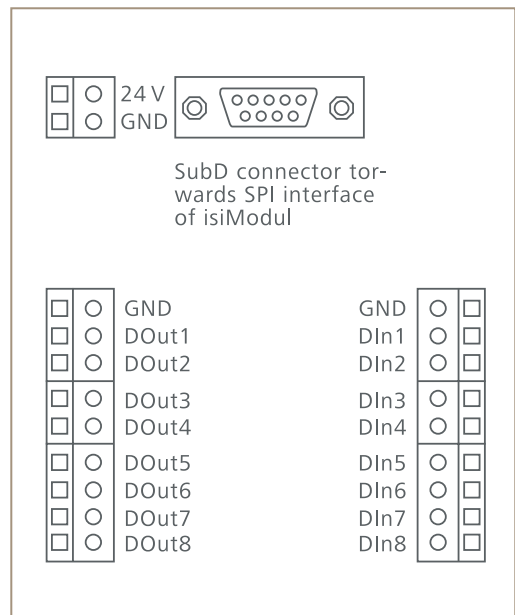 24 V
GND
SubD connector tor-
wards SPI interface
of isiModul
GND
DOut1
DOut2
DOut3
DOut4
DOut5
DOut6
DOut7
DOut8
GND
DIn1
DIn2
DIn3
DIn4
DIn5
DIn6
DIn7
DIn8